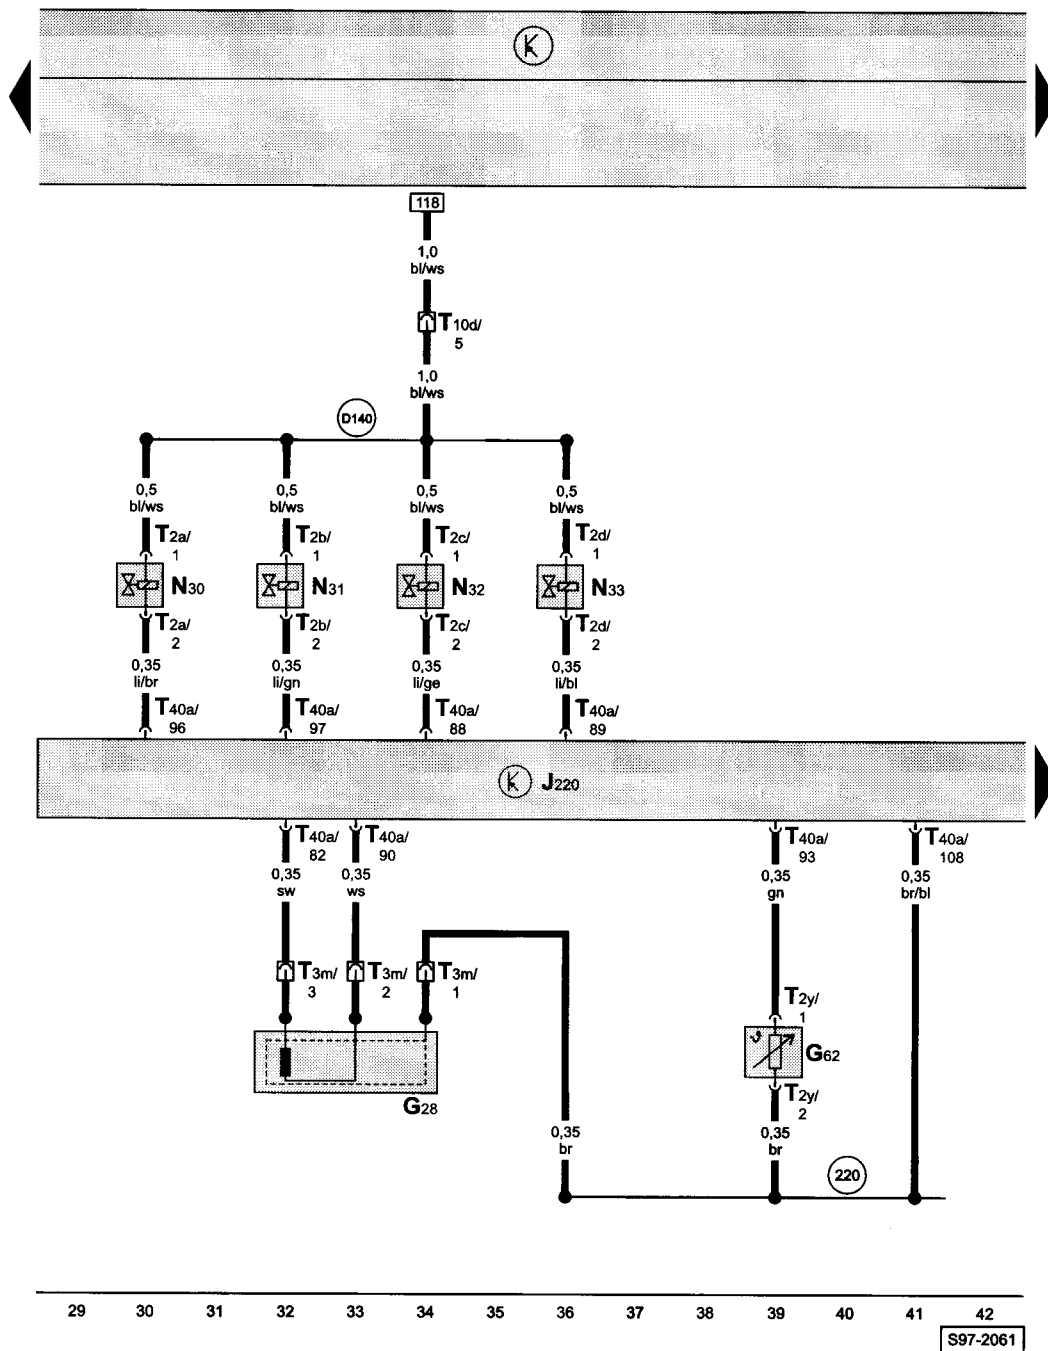 118
1,0
bl/ws
T10d/
5
1,0
bl/ws
D140
0,5 0,5 0,5 0,5
bl/ws bl/ws bl/ws bl/ws
T2a/ T2b/ T2c/ T2d/
1 1 1 1
N30 N31 N32 N33
T2a/ T2b/ T2c/ T2d/
2 2 2 2
0,35 0,35 0,35 0,35
li/br li/gn li/ge li/bl
T40a/ T40a/ T40a/ T40a/
96 97 88 89
J220
T40a/ T40a/ T40a/ T40a/
82 90 93 108
0,35 0,35 0,35 0,35
sw ws gn br/bl
T3m/ T3m/ T3m/
3 2 1
T2y/
1
G62
G28
T2y/
2
0,35 0,35
br br
220
29 30 31 32 33 34 35 36 37 38 39 40 41 42
S97-2061